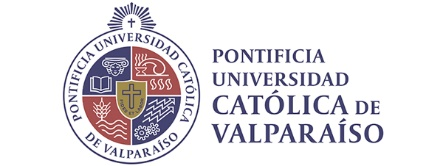 PONTIFICIA UNIVERSIDAD CATÓLICA
DE VALPARAÍSO
PONTIFICIA
UNIVERSIDAD
CATÓLICA DE
VALPARAÍSO